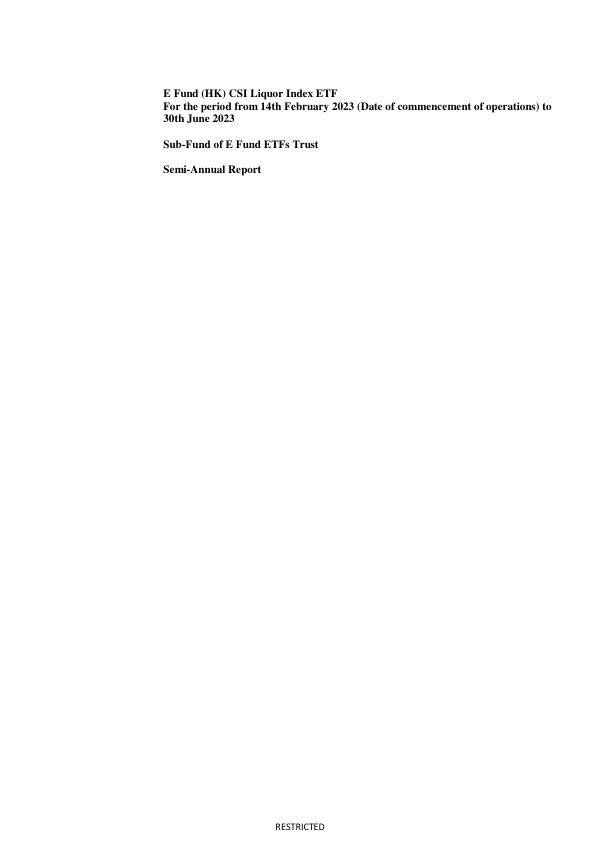 E Fund (HK) CSI Liquor Index ETF
For the period from 14th February 2023 (Date of commencement of operations) to
30th June 2023
Sub-Fund of E Fund ETFs Trust
Semi-Annual Report
RESTRICTED